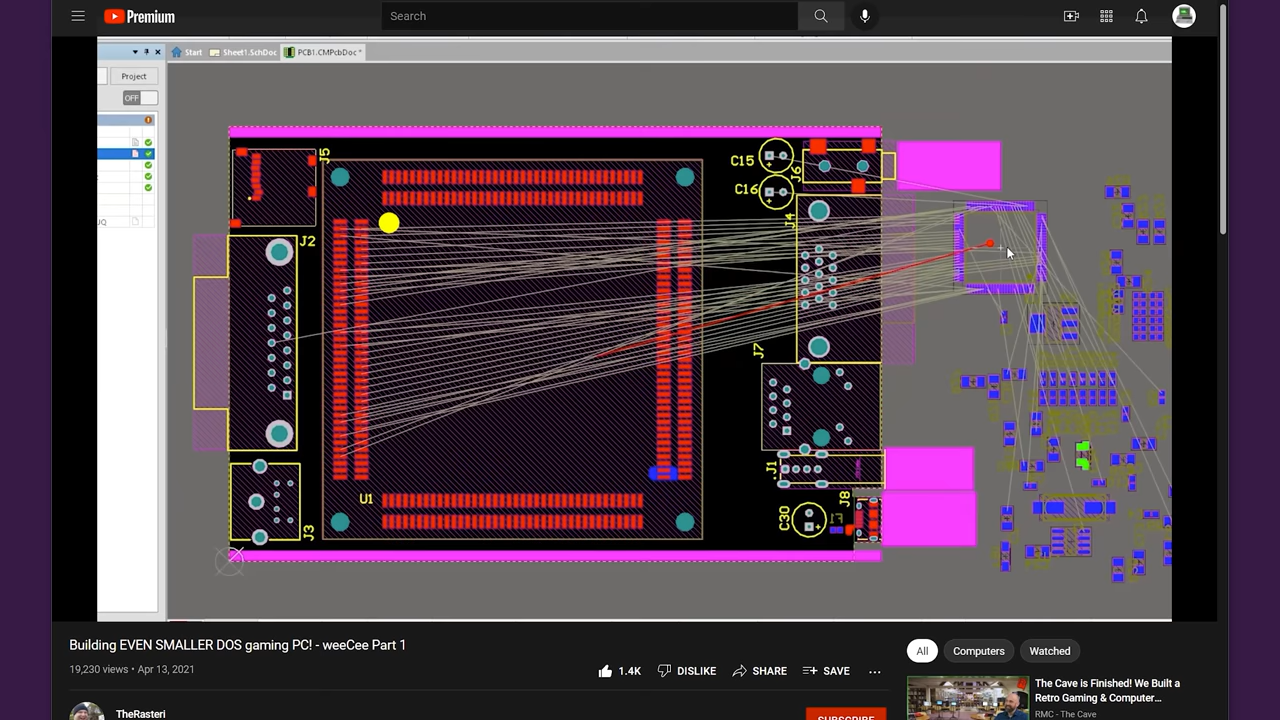 Premium
Search
Start
Sheet1.SchDoc
PCB1.CMPcbDoc *
Project
OFF
J5
C15
J6
C16
J4
J2
J7
J1
U1
J8
C30
J3
Building EVEN SMALLER DOS gaming PC! - weeCee Part 1
19,230 views • Apr 13, 2021
1.4K
DISLIKE
SHARE
SAVE
All
Computers
Watched
The Cave is Finished! We Built a
Retro Gaming & Computer...
RMC - The Cave
TheRasteri
SUBSCRIBE